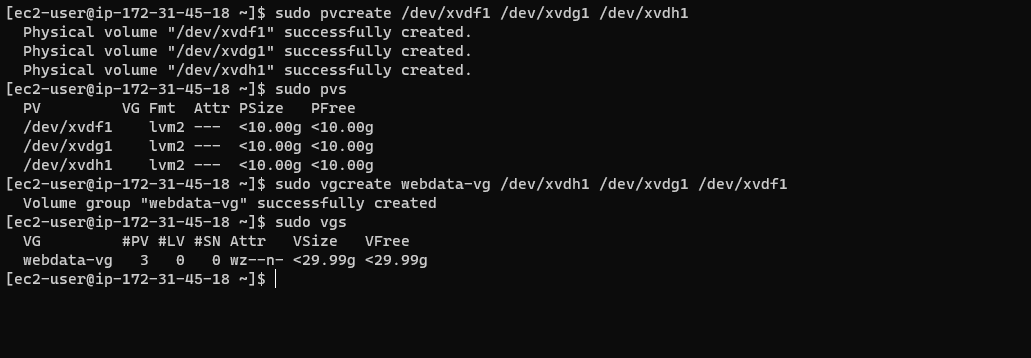 [ec2-user@ip-172-31-45-18 ~]$ sudo pvcreate /dev/xvdf1 /dev/xvdg1 /dev/xvdh1
  Physical volume "/dev/xvdf1" successfully created.
  Physical volume "/dev/xvdg1" successfully created.
  Physical volume "/dev/xvdh1" successfully created.
[ec2-user@ip-172-31-45-18 ~]$ sudo pvs
  PV         VG Fmt  Attr PSize   PFree
  /dev/xvdf1    lvm2 ---  <10.00g <10.00g
  /dev/xvdg1    lvm2 ---  <10.00g <10.00g
  /dev/xvdh1    lvm2 ---  <10.00g <10.00g
[ec2-user@ip-172-31-45-18 ~]$ sudo vgcreate webdata-vg /dev/xvdh1 /dev/xvdg1 /dev/xvdf1
  Volume group "webdata-vg" successfully created
[ec2-user@ip-172-31-45-18 ~]$ sudo vgs
  VG         #PV #LV #SN Attr   VSize   VFree
  webdata-vg   3   0   0 wz--n- <29.99g <29.99g
[ec2-user@ip-172-31-45-18 ~]$